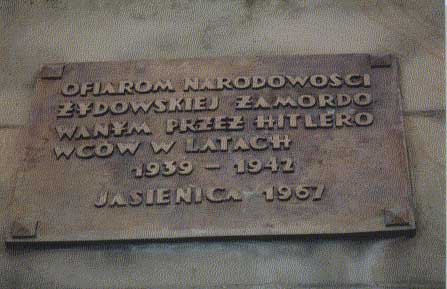 OFIAROM NARODOWOŚCI
ŻYDOWSKIEJ ZAMORDO
WANYM PRZEZ HITLERO
WCÓW W LATACH
1939 - 1942
JASIENICA 1967